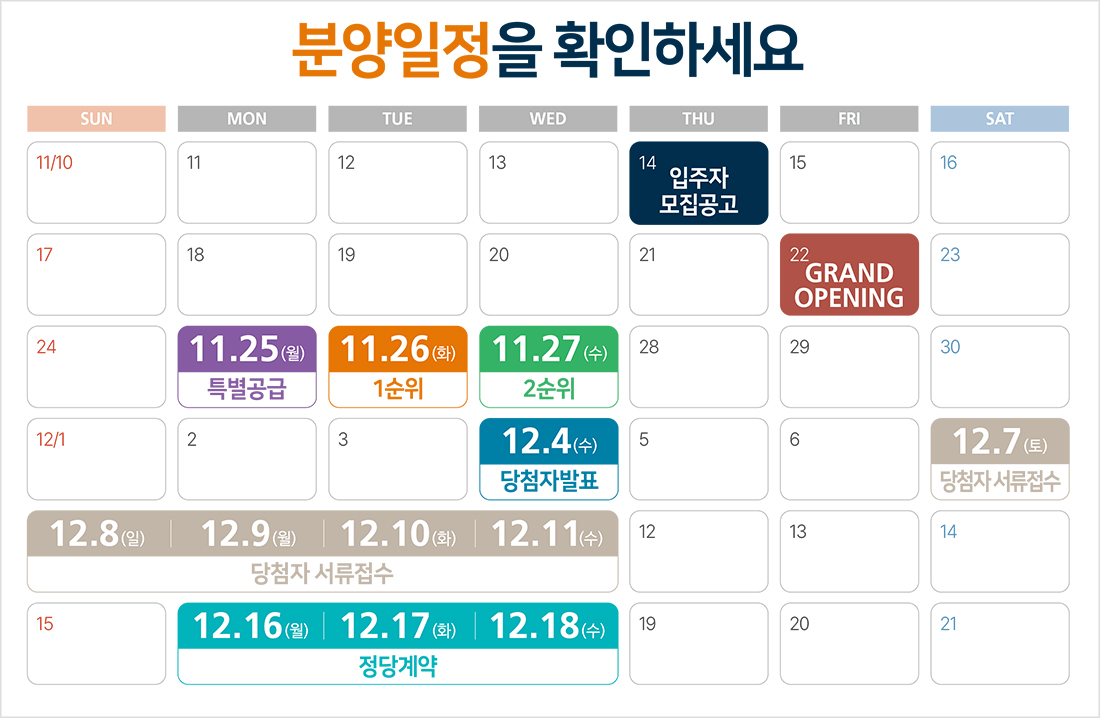 분양일정을 확인하세요
SUN MON TUE WED THU FRI SAT
11/10 11 12 13 14 15 16
입주자
모집공고
17 18 19 20 21 22 23
GRAND
OPENING
24 11.25(월) 11.26(화) 11.27(수) 28 29 30
특별공급 1순위 2순위
12/1 2 3 12.4(수) 5 6 12.7(토)
당첨자발표 당첨자 서류접수
12.8(일) 12.9(월) 12.10(화) 12.11(수) 12 13 14
당첨자 서류접수
15 12.16(월) 12.17(화) 12.18(수) 19 20 21
정당계약